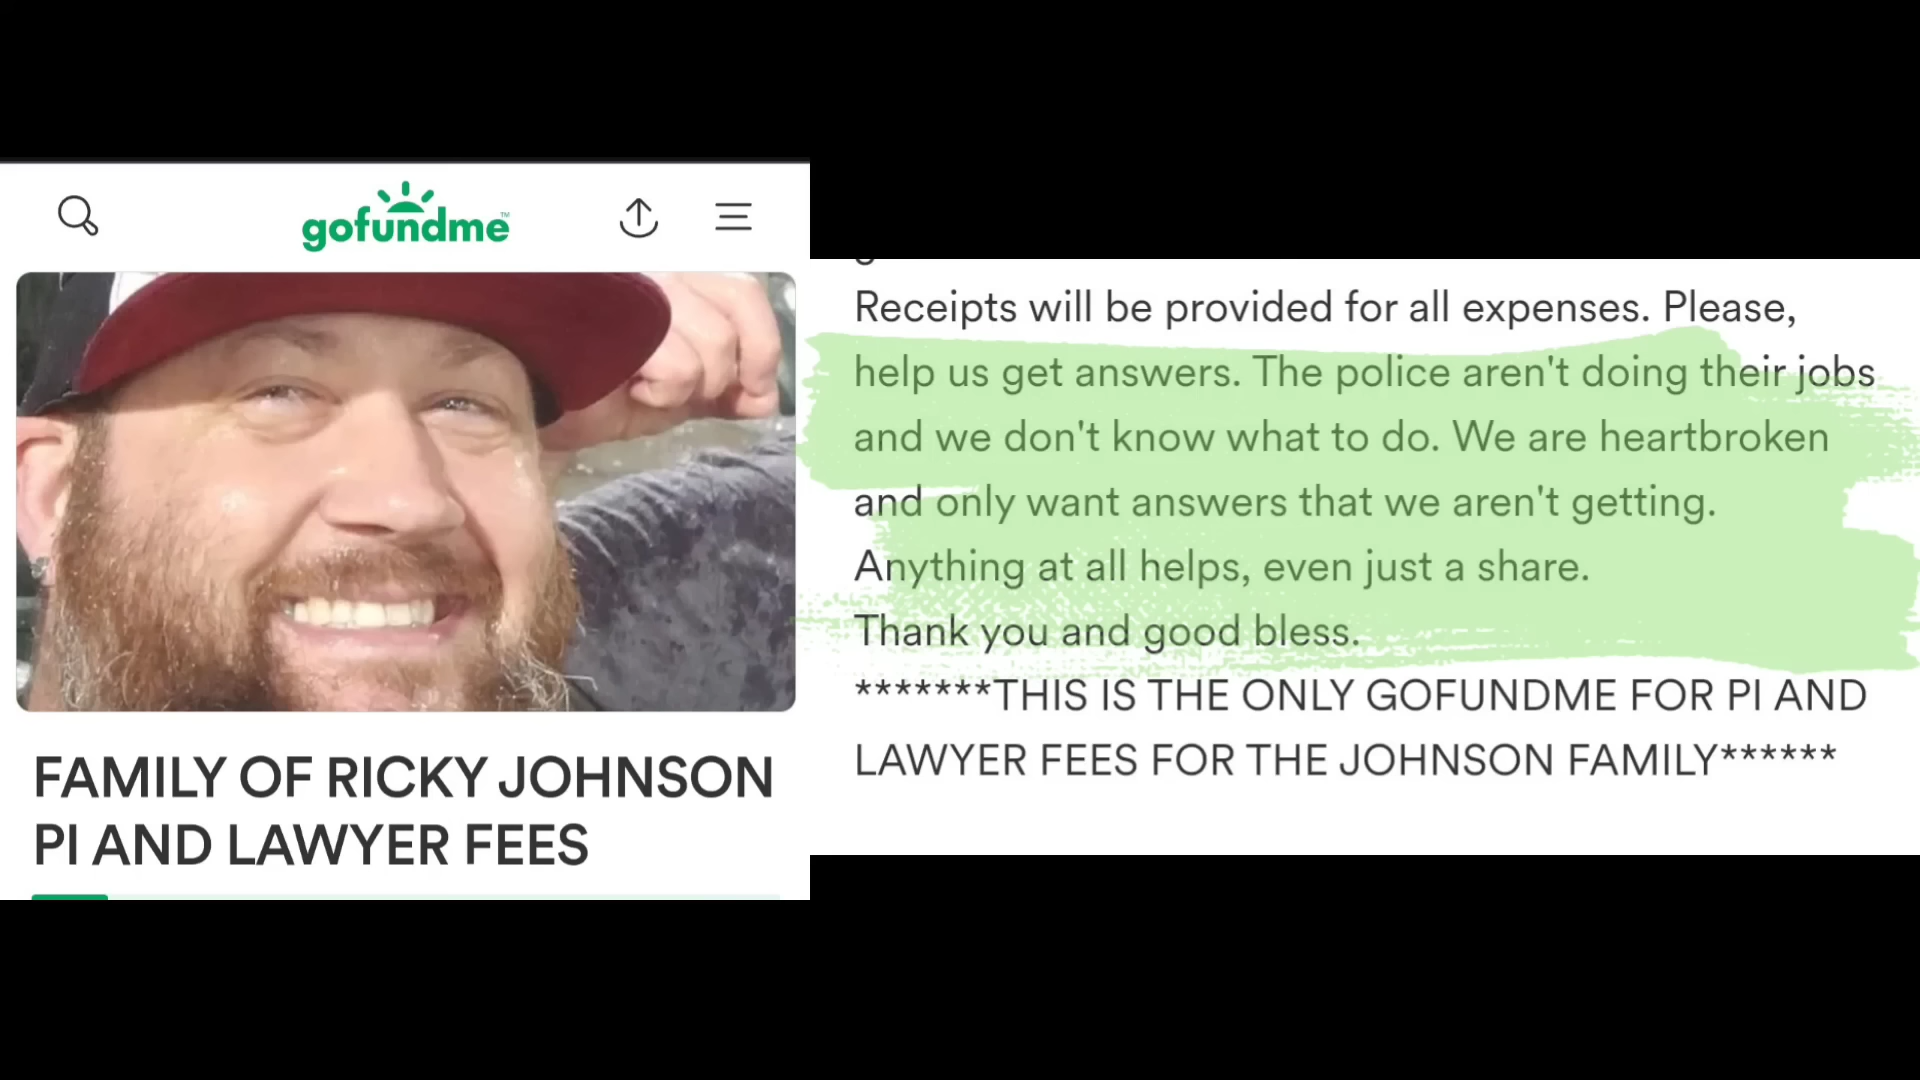 gofundme™
FAMILY OF RICKY JOHNSON
PI AND LAWYER FEES
Receipts will be provided for all expenses. Please,
help us get answers. The police aren't doing their jobs
and we don't know what to do. We are heartbroken
and only want answers that we aren't getting.
Anything at all helps, even just a share.
Thank you and good bless.
*******THIS IS THE ONLY GOFUNDME FOR PI AND
LAWYER FEES FOR THE JOHNSON FAMILY******